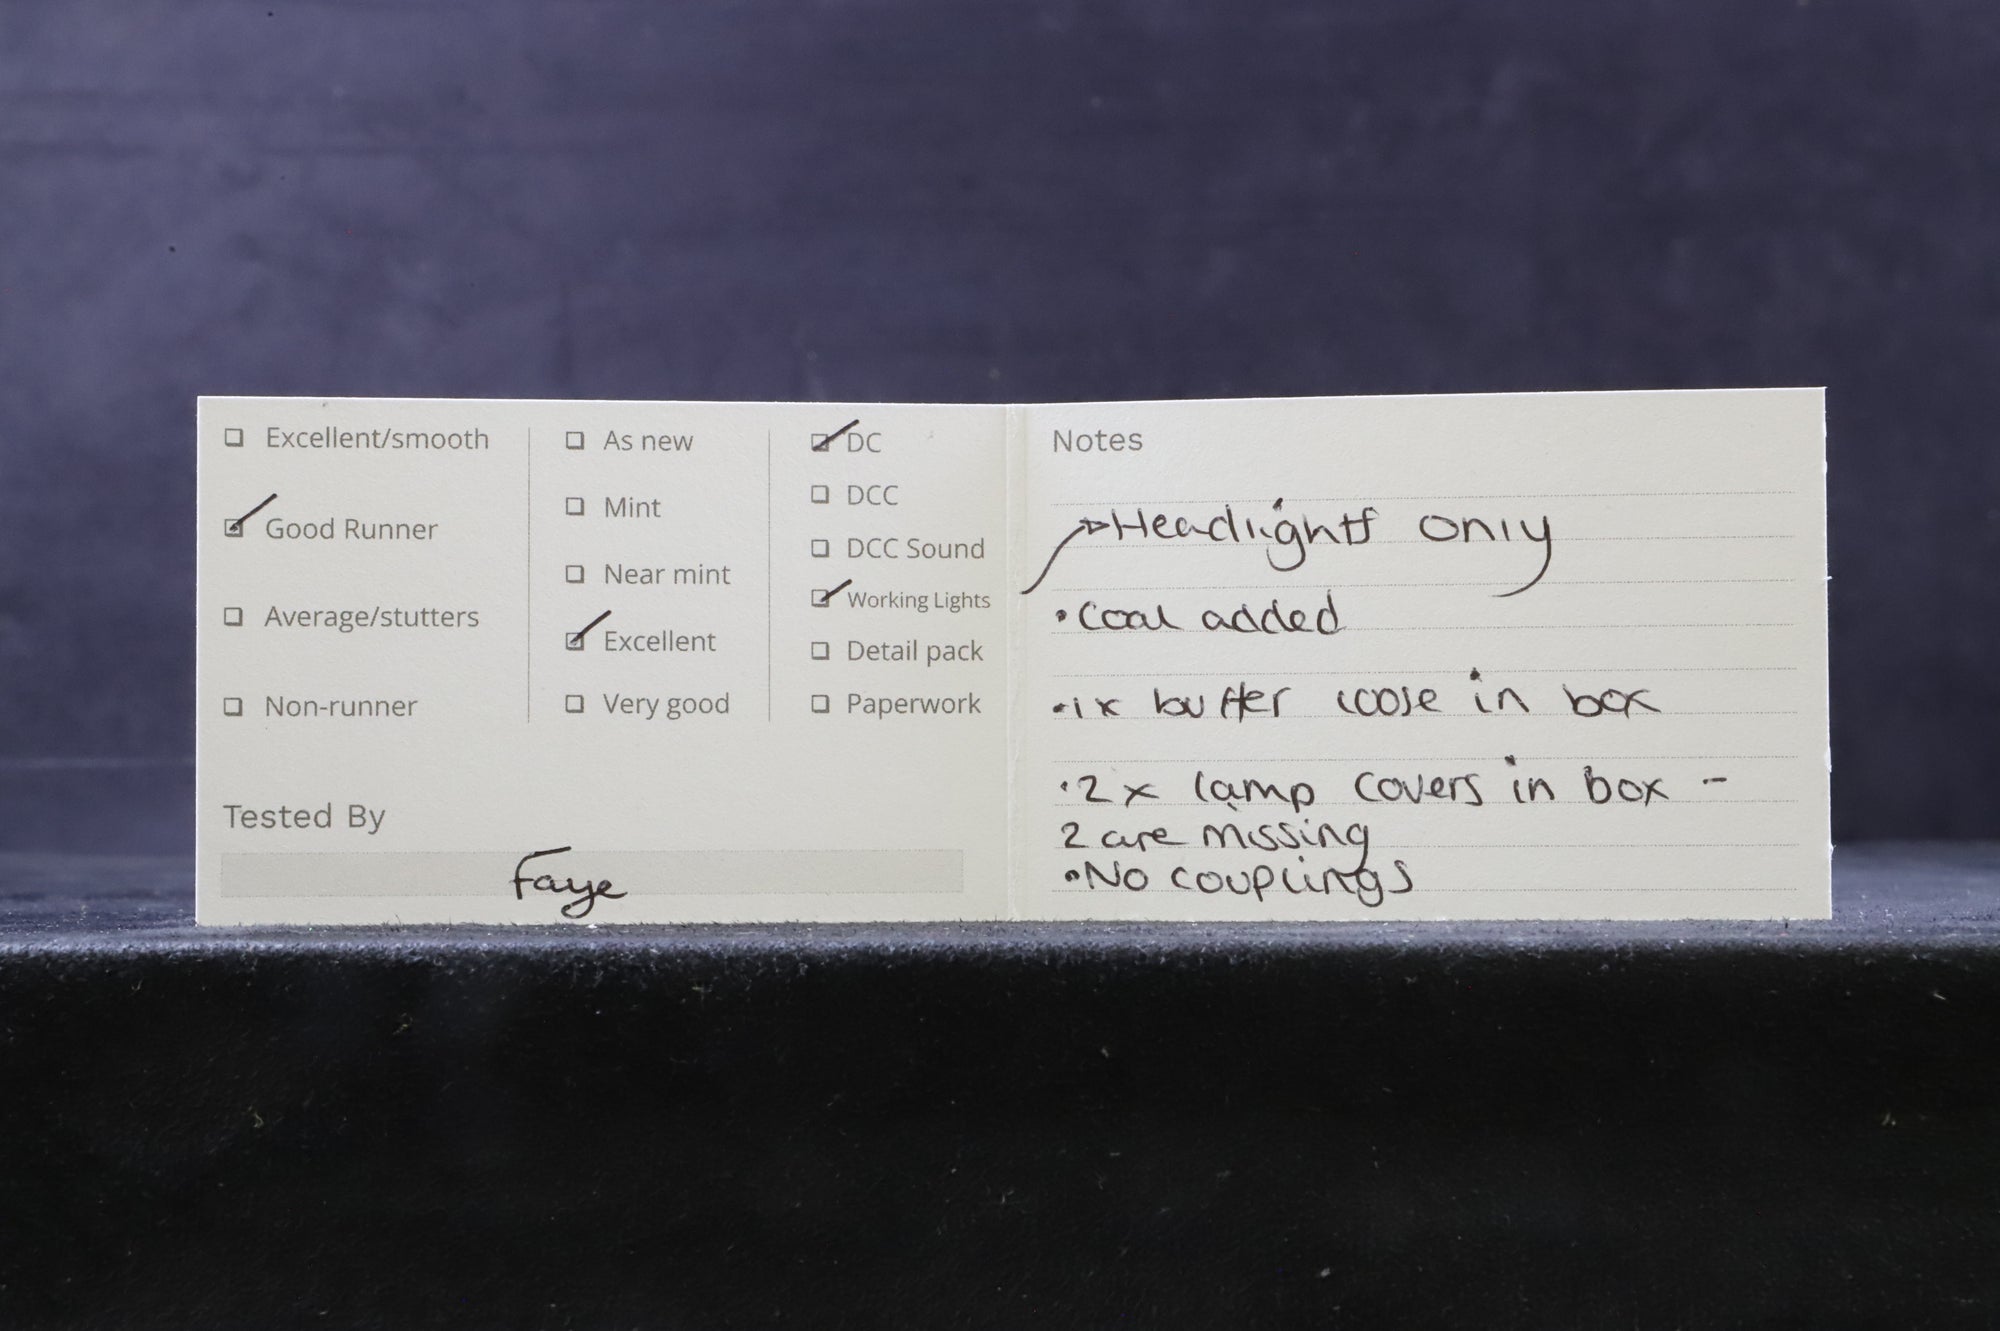 Excellent/smooth
Good Runner
Average/stutters
Non-runner
As new
Mint
Near mint
Excellent
Very good
DC
DCC
DCC Sound
Working Lights
Detail pack
Paperwork
Tested By
Faye
Notes
Headlights only
• Coal added
• 1x buffer loose in box
• 2x lamp covers in box -
2 are missing
• No couplings